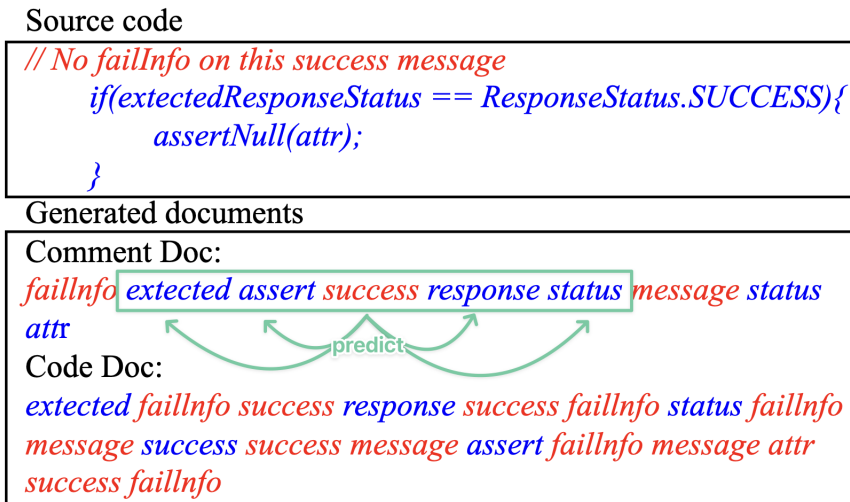 Source code
// No failInfo on this success message
if(extectedResponseStatus == ResponseStatus.SUCCESS){
assertNull(attr);
}
Generated documents
Comment Doc:
failInfo extected assert success response status message status
attr
predict
Code Doc:
extected failInfo success response success failInfo status failInfo
message success success message assert failInfo message attr
success failInfo